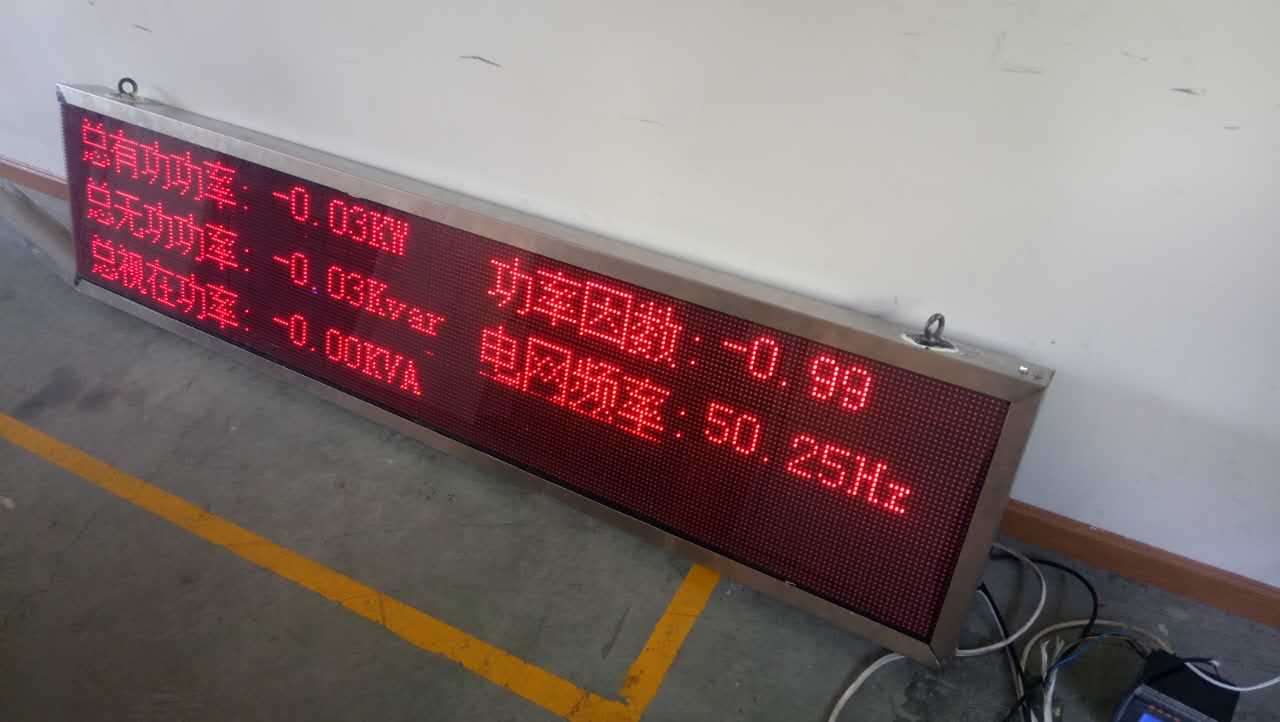 总有功功率: -0.03KW
总无功功率: -0.03Kvar
总视在功率: -0.00KVA
功率因数: -0.99
电网频率: 50.25Hz